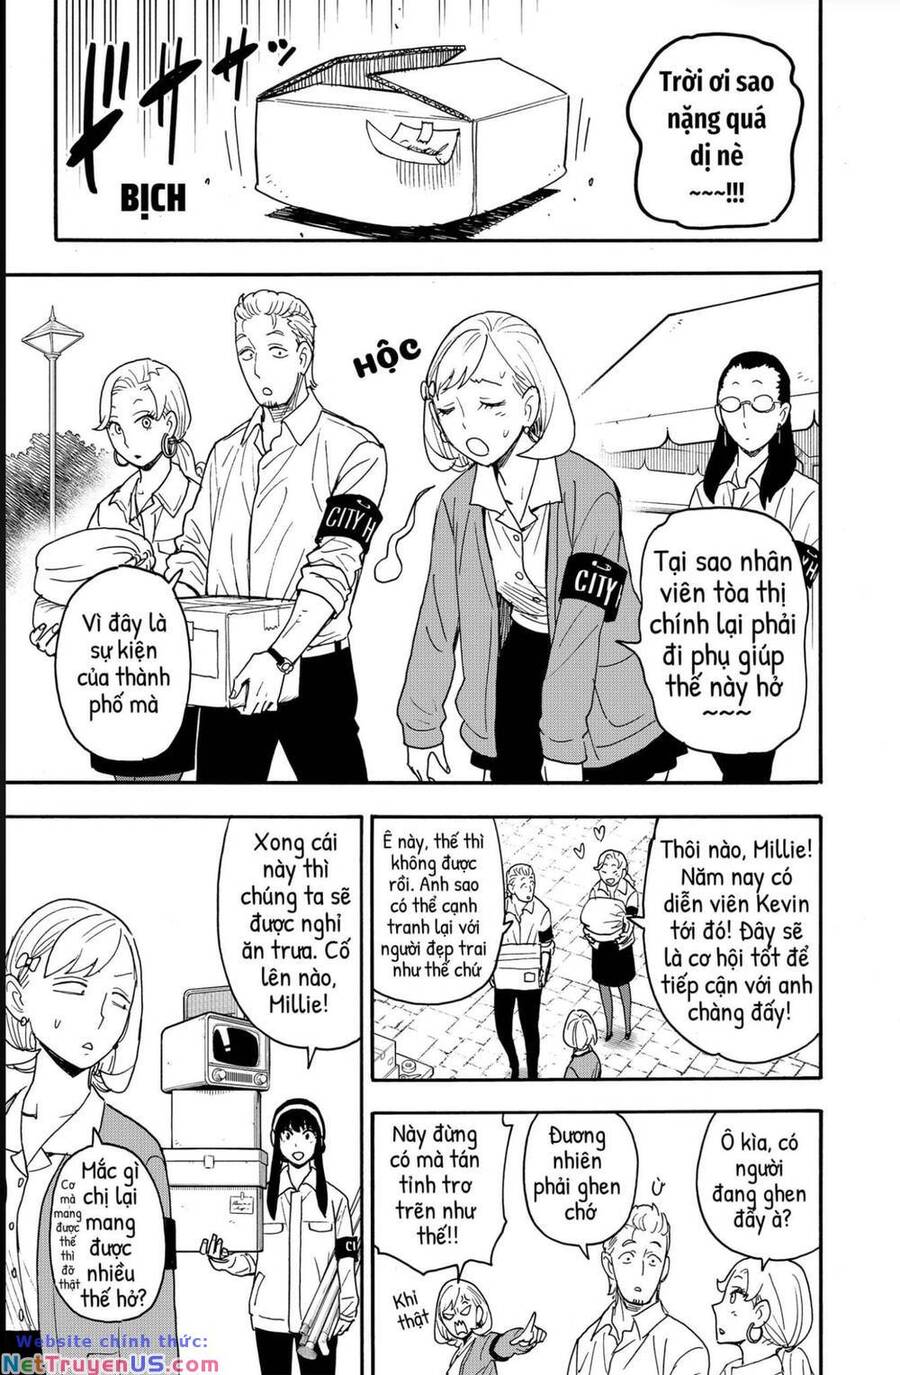 Trời ơi sao
nặng quá
dị nè
~~~!!!
ドサササッ
BỊCH
HỘC
Tại sao nhân
viên tòa thị
chính lại phải
đi phụ giúp
thế này hở
~~~
CITY H
CITY
H
Vì đây là
sự kiện
của thành
phố mà
Thôi nào, Millie!
Năm nay có
diễn viên Kevin
tới đó! Đây sẽ
là cơ hội tốt để
tiếp cận với anh
chàng đấy!
Ê này, thế thì
không được
rồi. Anh sao
có thể cạnh
tranh lại với
người đẹp trai
như thế chứ
Ô kìa, có
người
đang ghen
đấy à?
Ừ
Đương
nhiên
phải ghen
chớ
Này đừng
có mà tán
tỉnh trơ
trẽn như
thế!!
Khỉ
thật
Xong cái
này thì
chúng ta sẽ
được nghỉ
ăn trưa. Cố
lên nào,
Millie!
CI
Mắc gì
chị lại
mang
được
nhiều
thế hở?
Cơ
mà
mang
được
thế
thì
đỡ
thật
Website chính thức:
NetTruyenUS.com